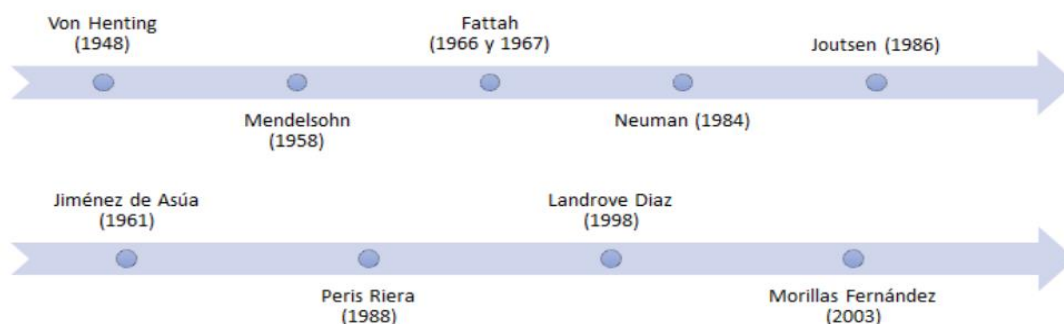 Von Henting
(1948)
Fattah
(1966 y 1967)
Joutsen (1986)
Mendelsohn
(1958)
Neuman (1984)
Jiménez de Asúa
(1961)
Landrove Diaz
(1998)
Peris Riera
(1988)
Morillas Fernández
(2003)